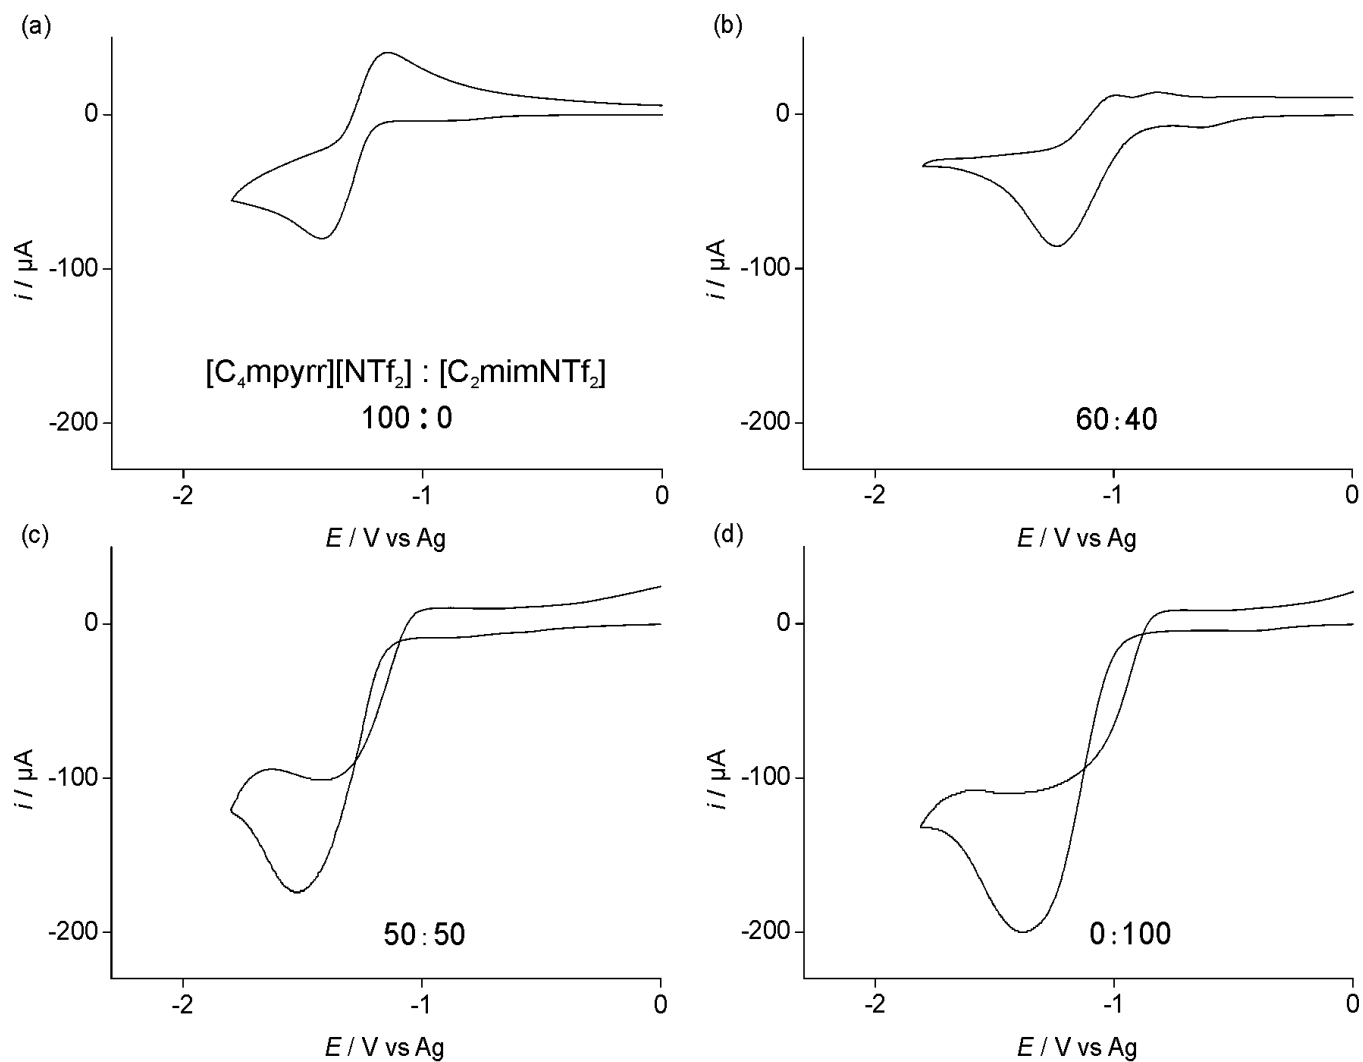 (a)
0
-100
-200
i / µA
[C₄mpyrr][NTf₂] : [C₂mimNTf₂]
100 : 0
-2
-1
0
E / V vs Ag
(b)
0
-100
-200
i / µA
60:40
-2
-1
0
E / V vs Ag
(c)
0
-100
-200
i / µA
50:50
-2
-1
0
E / V vs Ag
(d)
0
-100
-200
i / µA
0:100
-2
-1
0
E / V vs Ag